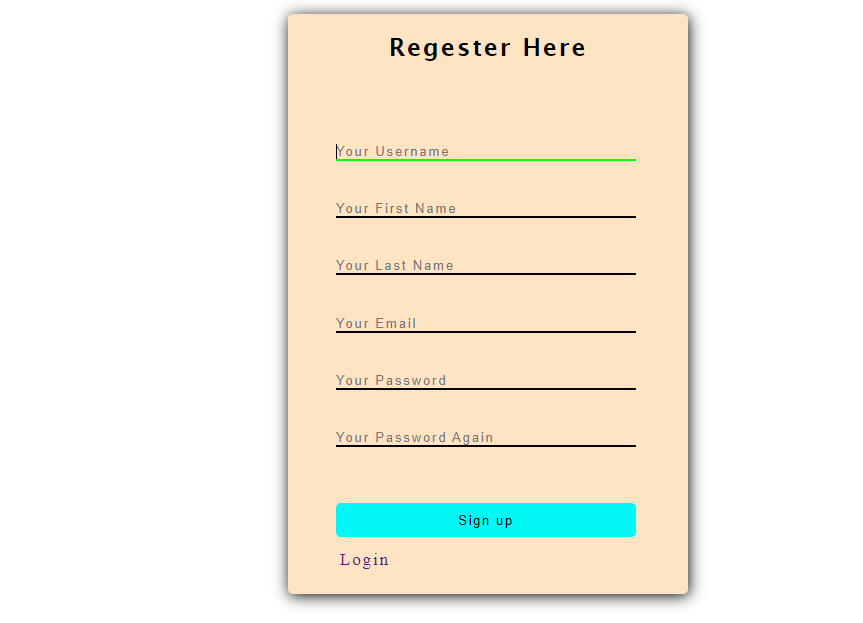 Regester Here
Your Username
Your First Name
Your Last Name
Your Email
Your Password
Your Password Again
Sign up
Login